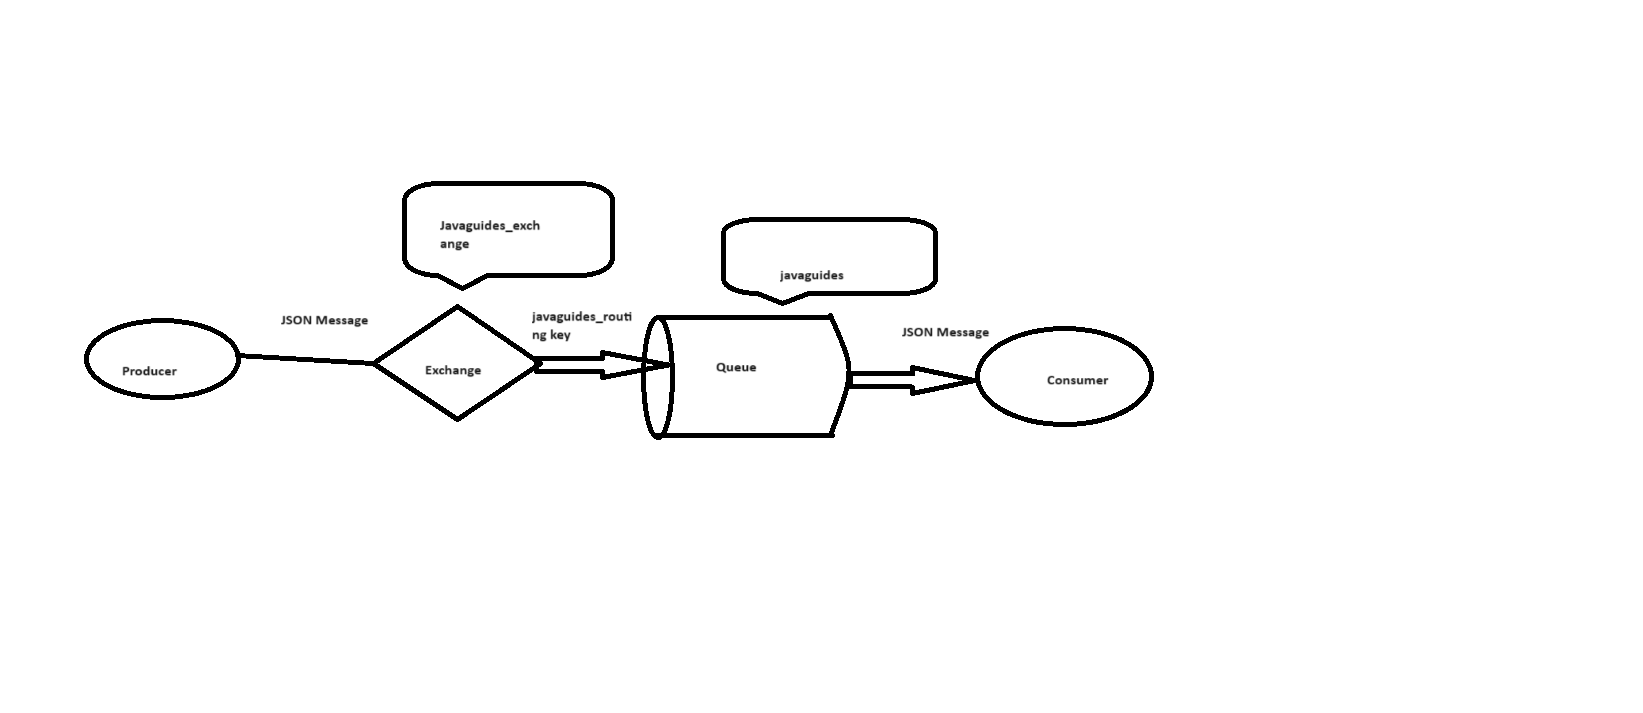 Javaguides_exch
ange
javaguides
JSON Message
javaguides_routi
ng key
JSON Message
Producer
Exchange
Queue
Consumer